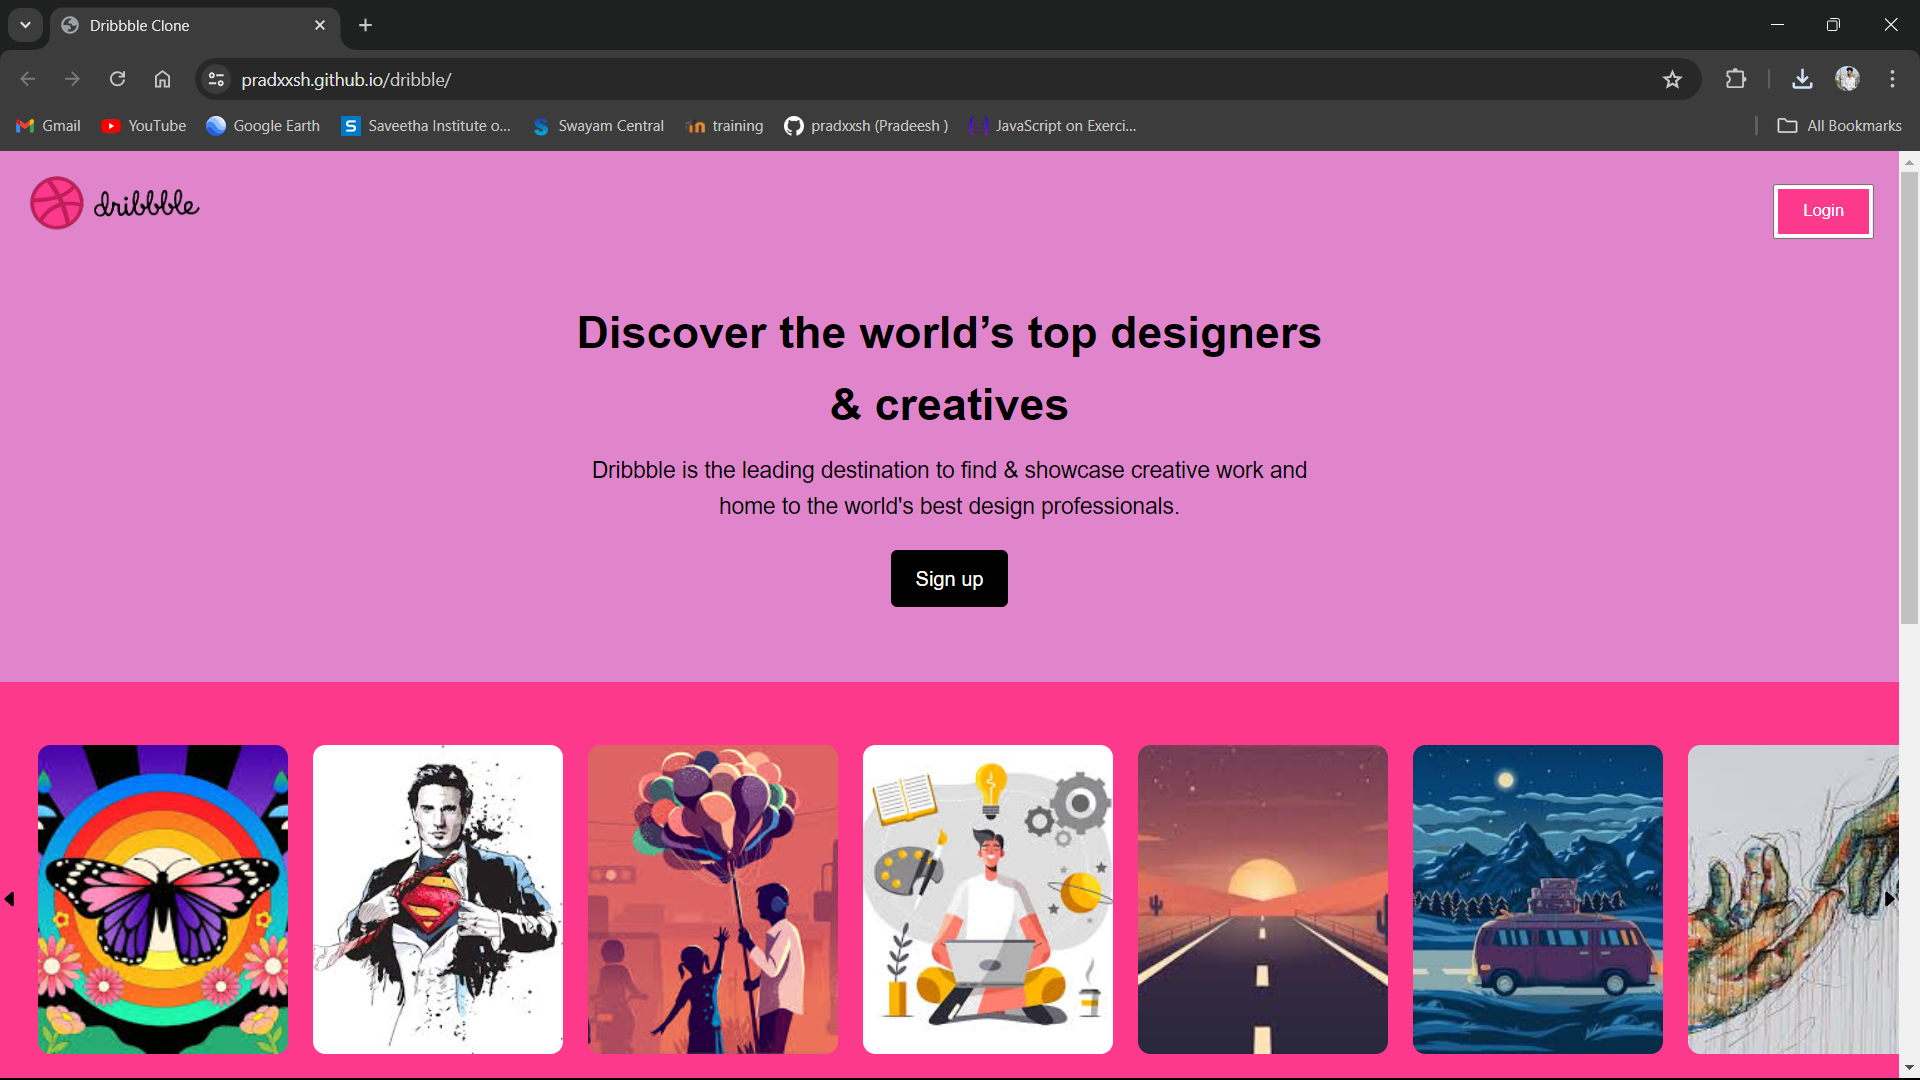 Dribbble Clone
pradxxsh.github.io/dribble/
Gmail
YouTube
Google Earth
Saveetha Institute o...
Swayam Central
training
pradxxsh (Pradeesh )
JavaScript on Exerci...
All Bookmarks
dribbble
Login
Discover the world’s top designers
& creatives
Dribbble is the leading destination to find & showcase creative work and
home to the world's best design professionals.
Sign up